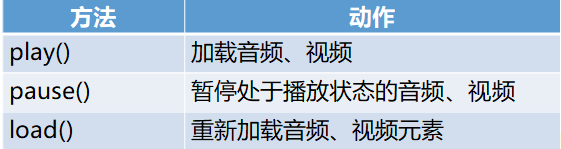 方法 动作
play() 加载音频、视频
pause() 暂停处于播放状态的音频、视频
load() 重新加载音频、视频元素